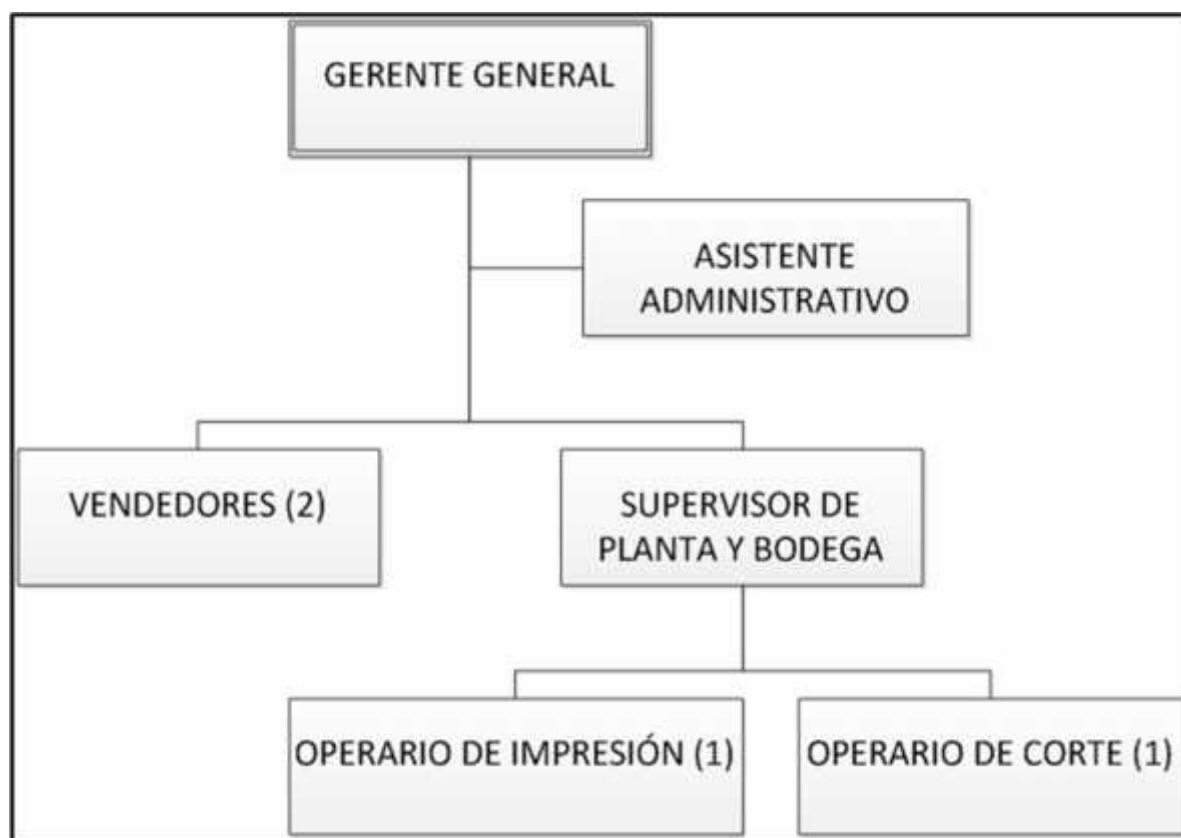 GERENTE GENERAL
ASISTENTE
ADMINISTRATIVO
VENDEDORES (2)
SUPERVISOR DE
PLANTA Y BODEGA
OPERARIO DE IMPRESIÓN (1)
OPERARIO DE CORTE (1)